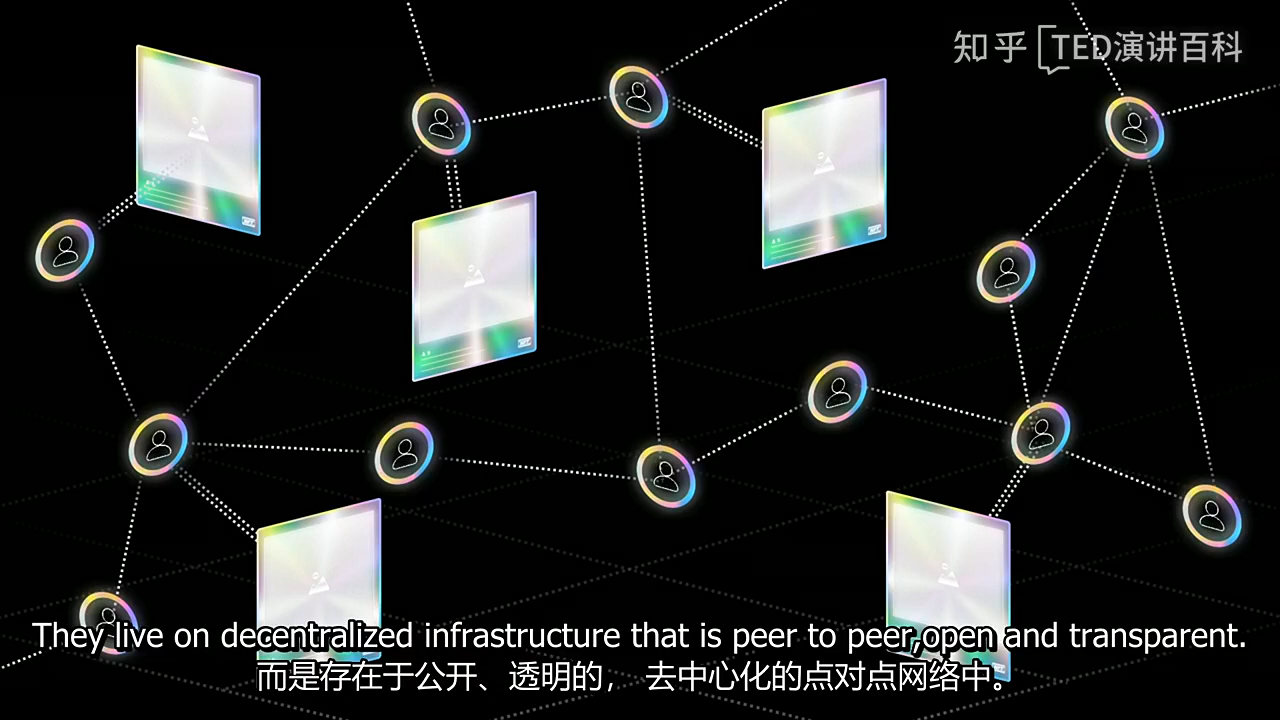 知乎 TED演讲百科
They live on decentralized infrastructure that is peer to peer,open and transparent.
而是存在于公开、透明的， 去中心化的点对点网络中。